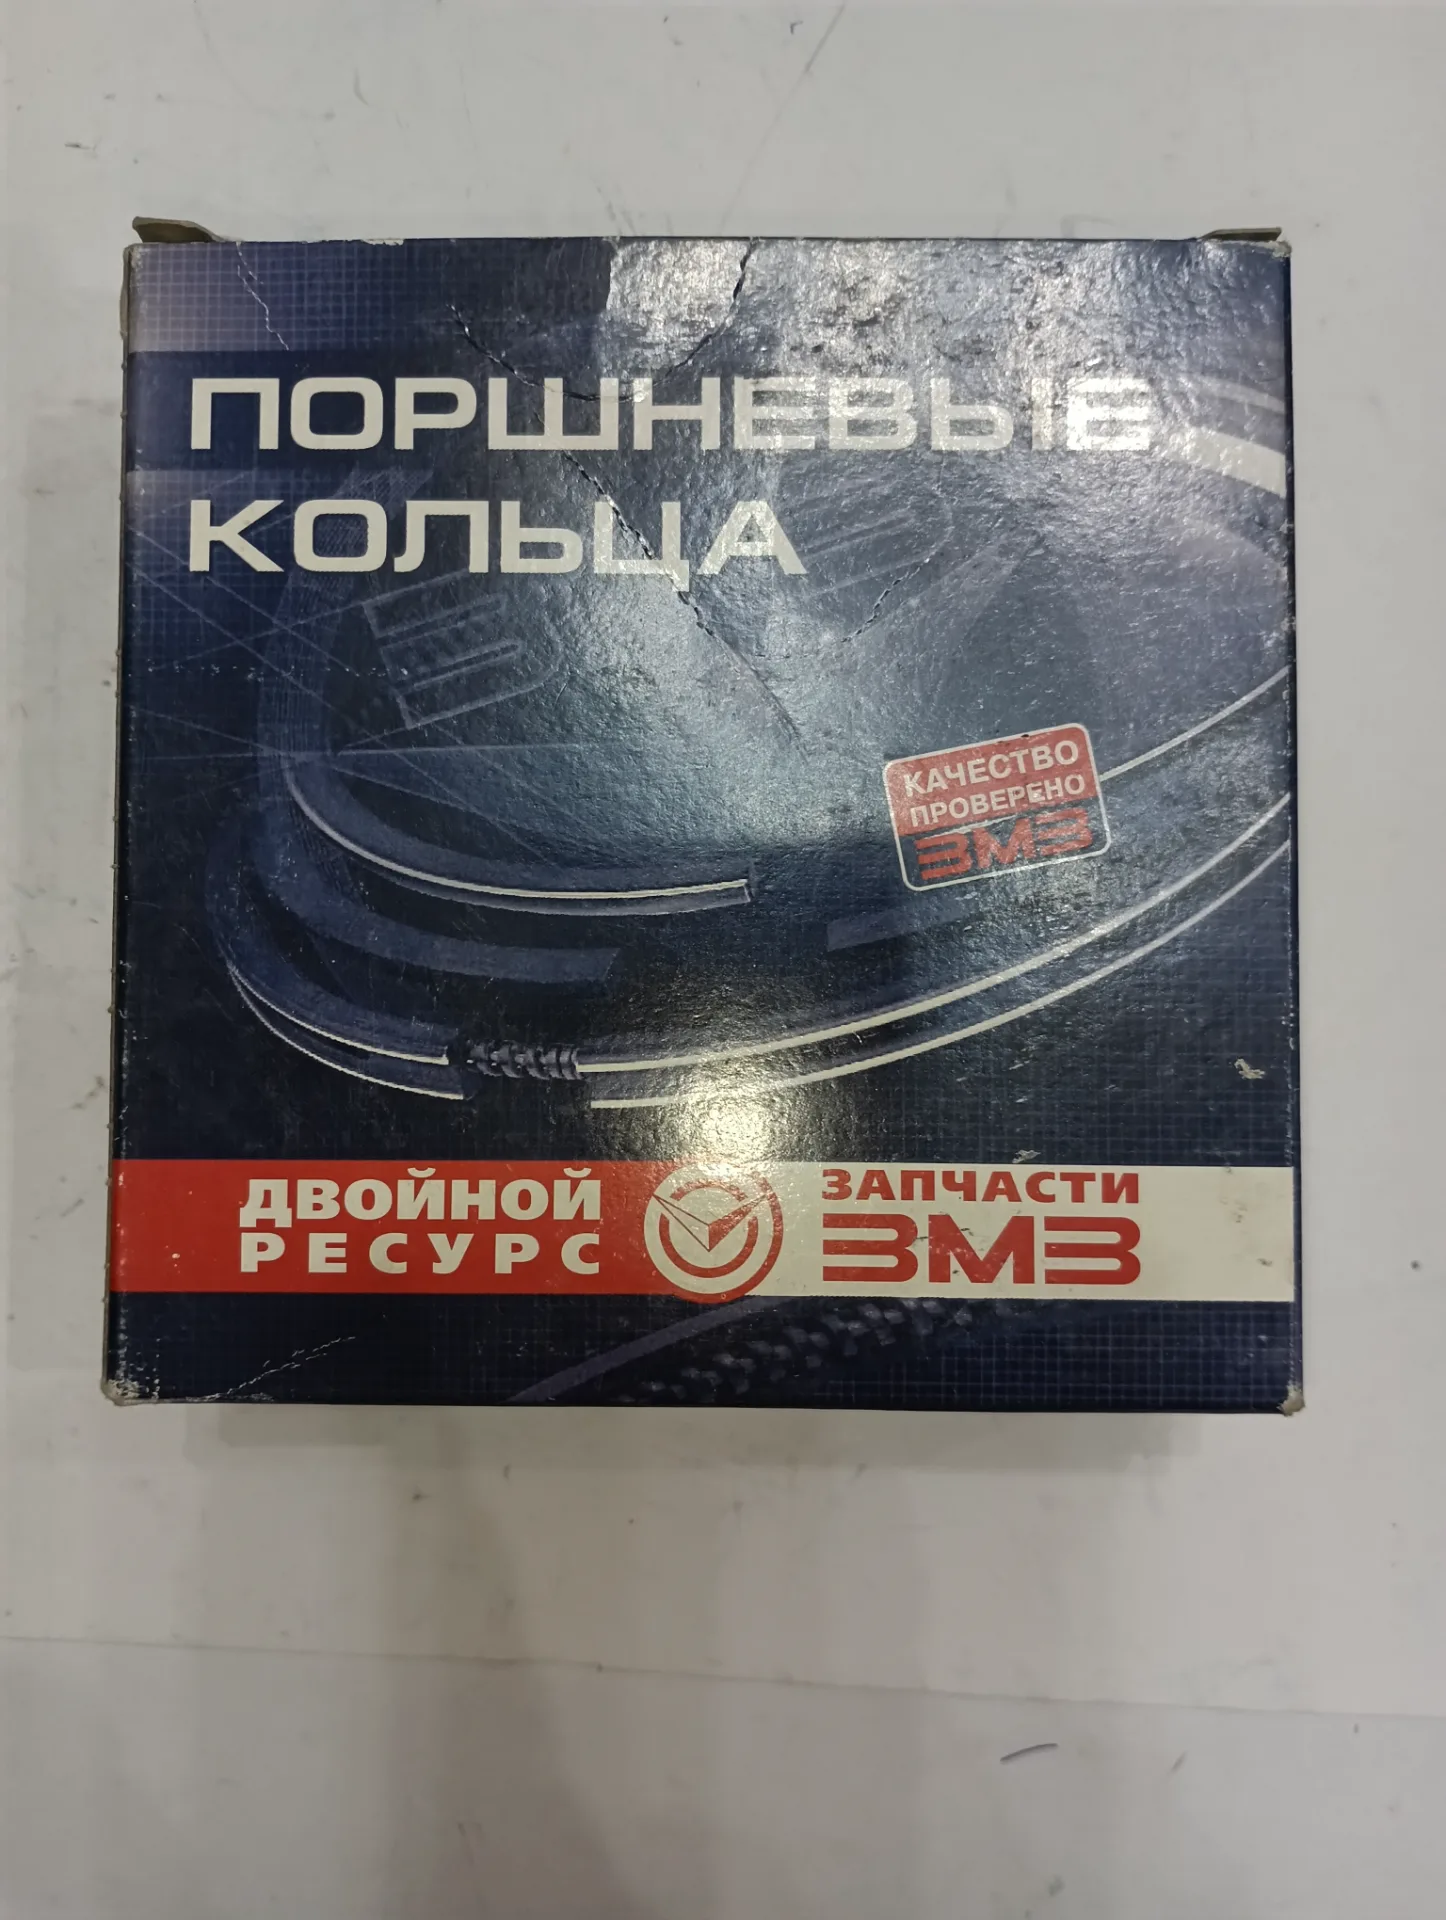 ПОРШНЕВЫЕ
КОЛЬЦА
КАЧЕСТВО
ПРОВЕРЕНО
ЗМЗ
ДВОЙНОЙ
РЕСУРС
ЗАПЧАСТИ
ЗМЗ